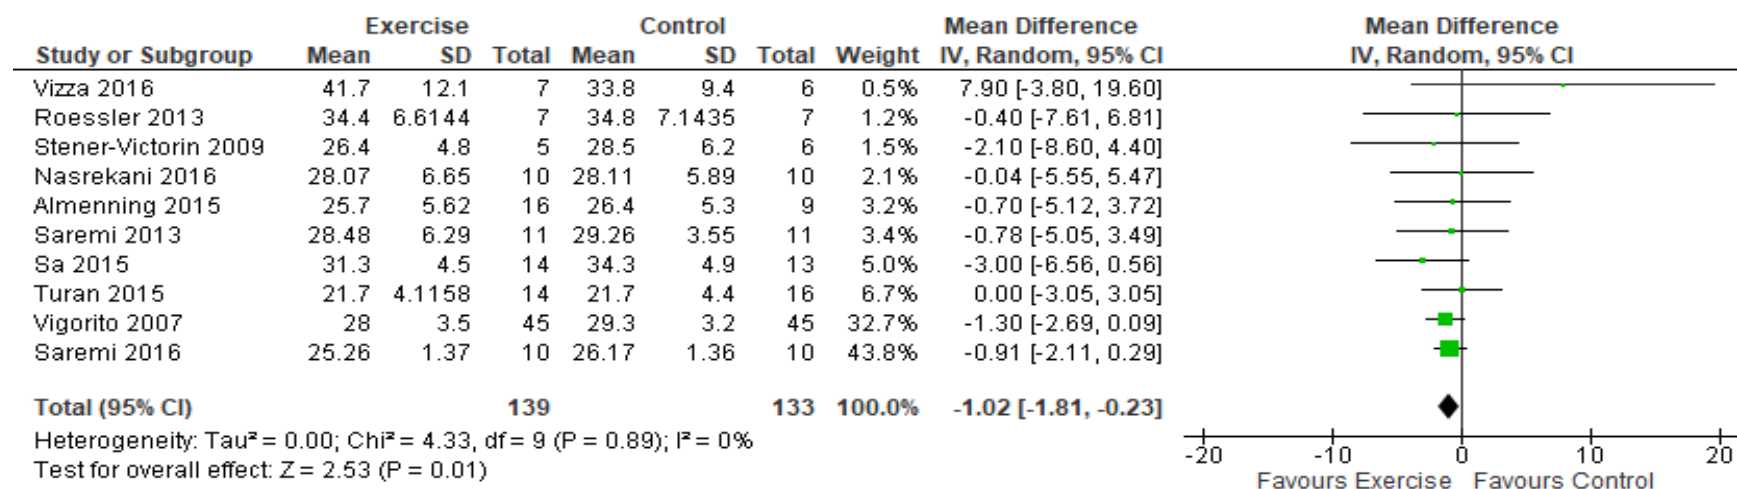 Exercise Control Mean Difference Mean Difference
Study or Subgroup Mean SD Total Mean SD Total Weight IV, Random, 95% CI IV, Random, 95% CI
Vizza 2016 41.7 12.1 7 33.8 9.4 6 0.5% 7.90 [-3.80, 19.60]
Roessler 2013 34.4 6.6144 7 34.8 7.1435 7 1.2% -0.40 [-7.61, 6.81]
Stener-Victorin 2009 26.4 4.8 5 28.5 6.2 6 1.5% -2.10 [-8.60, 4.40]
Nasrekani 2016 28.07 6.65 10 28.11 5.89 10 2.1% -0.04 [-5.55, 5.47]
Almenning 2015 25.7 5.62 16 26.4 5.3 9 3.2% -0.70 [-5.12, 3.72]
Saremi 2013 28.48 6.29 11 29.26 3.55 11 3.4% -0.78 [-5.05, 3.49]
Sa 2015 31.3 4.5 14 34.3 4.9 13 5.0% -3.00 [-6.56, 0.56]
Turan 2015 21.7 4.1158 14 21.7 4.4 16 6.7% 0.00 [-3.05, 3.05]
Vigorito 2007 28 3.5 45 29.3 3.2 45 32.7% -1.30 [-2.69, 0.09]
Saremi 2016 25.26 1.37 10 26.17 1.36 10 43.8% -0.91 [-2.11, 0.29]
Total (95% CI) 139 133 100.0% -1.02 [-1.81, -0.23]
Heterogeneity: Tau² = 0.00; Chi² = 4.33, df = 9 (P = 0.89); I² = 0%
Test for overall effect: Z = 2.53 (P = 0.01)
-20 -10 0 10 20
Favours Exercise Favours Control